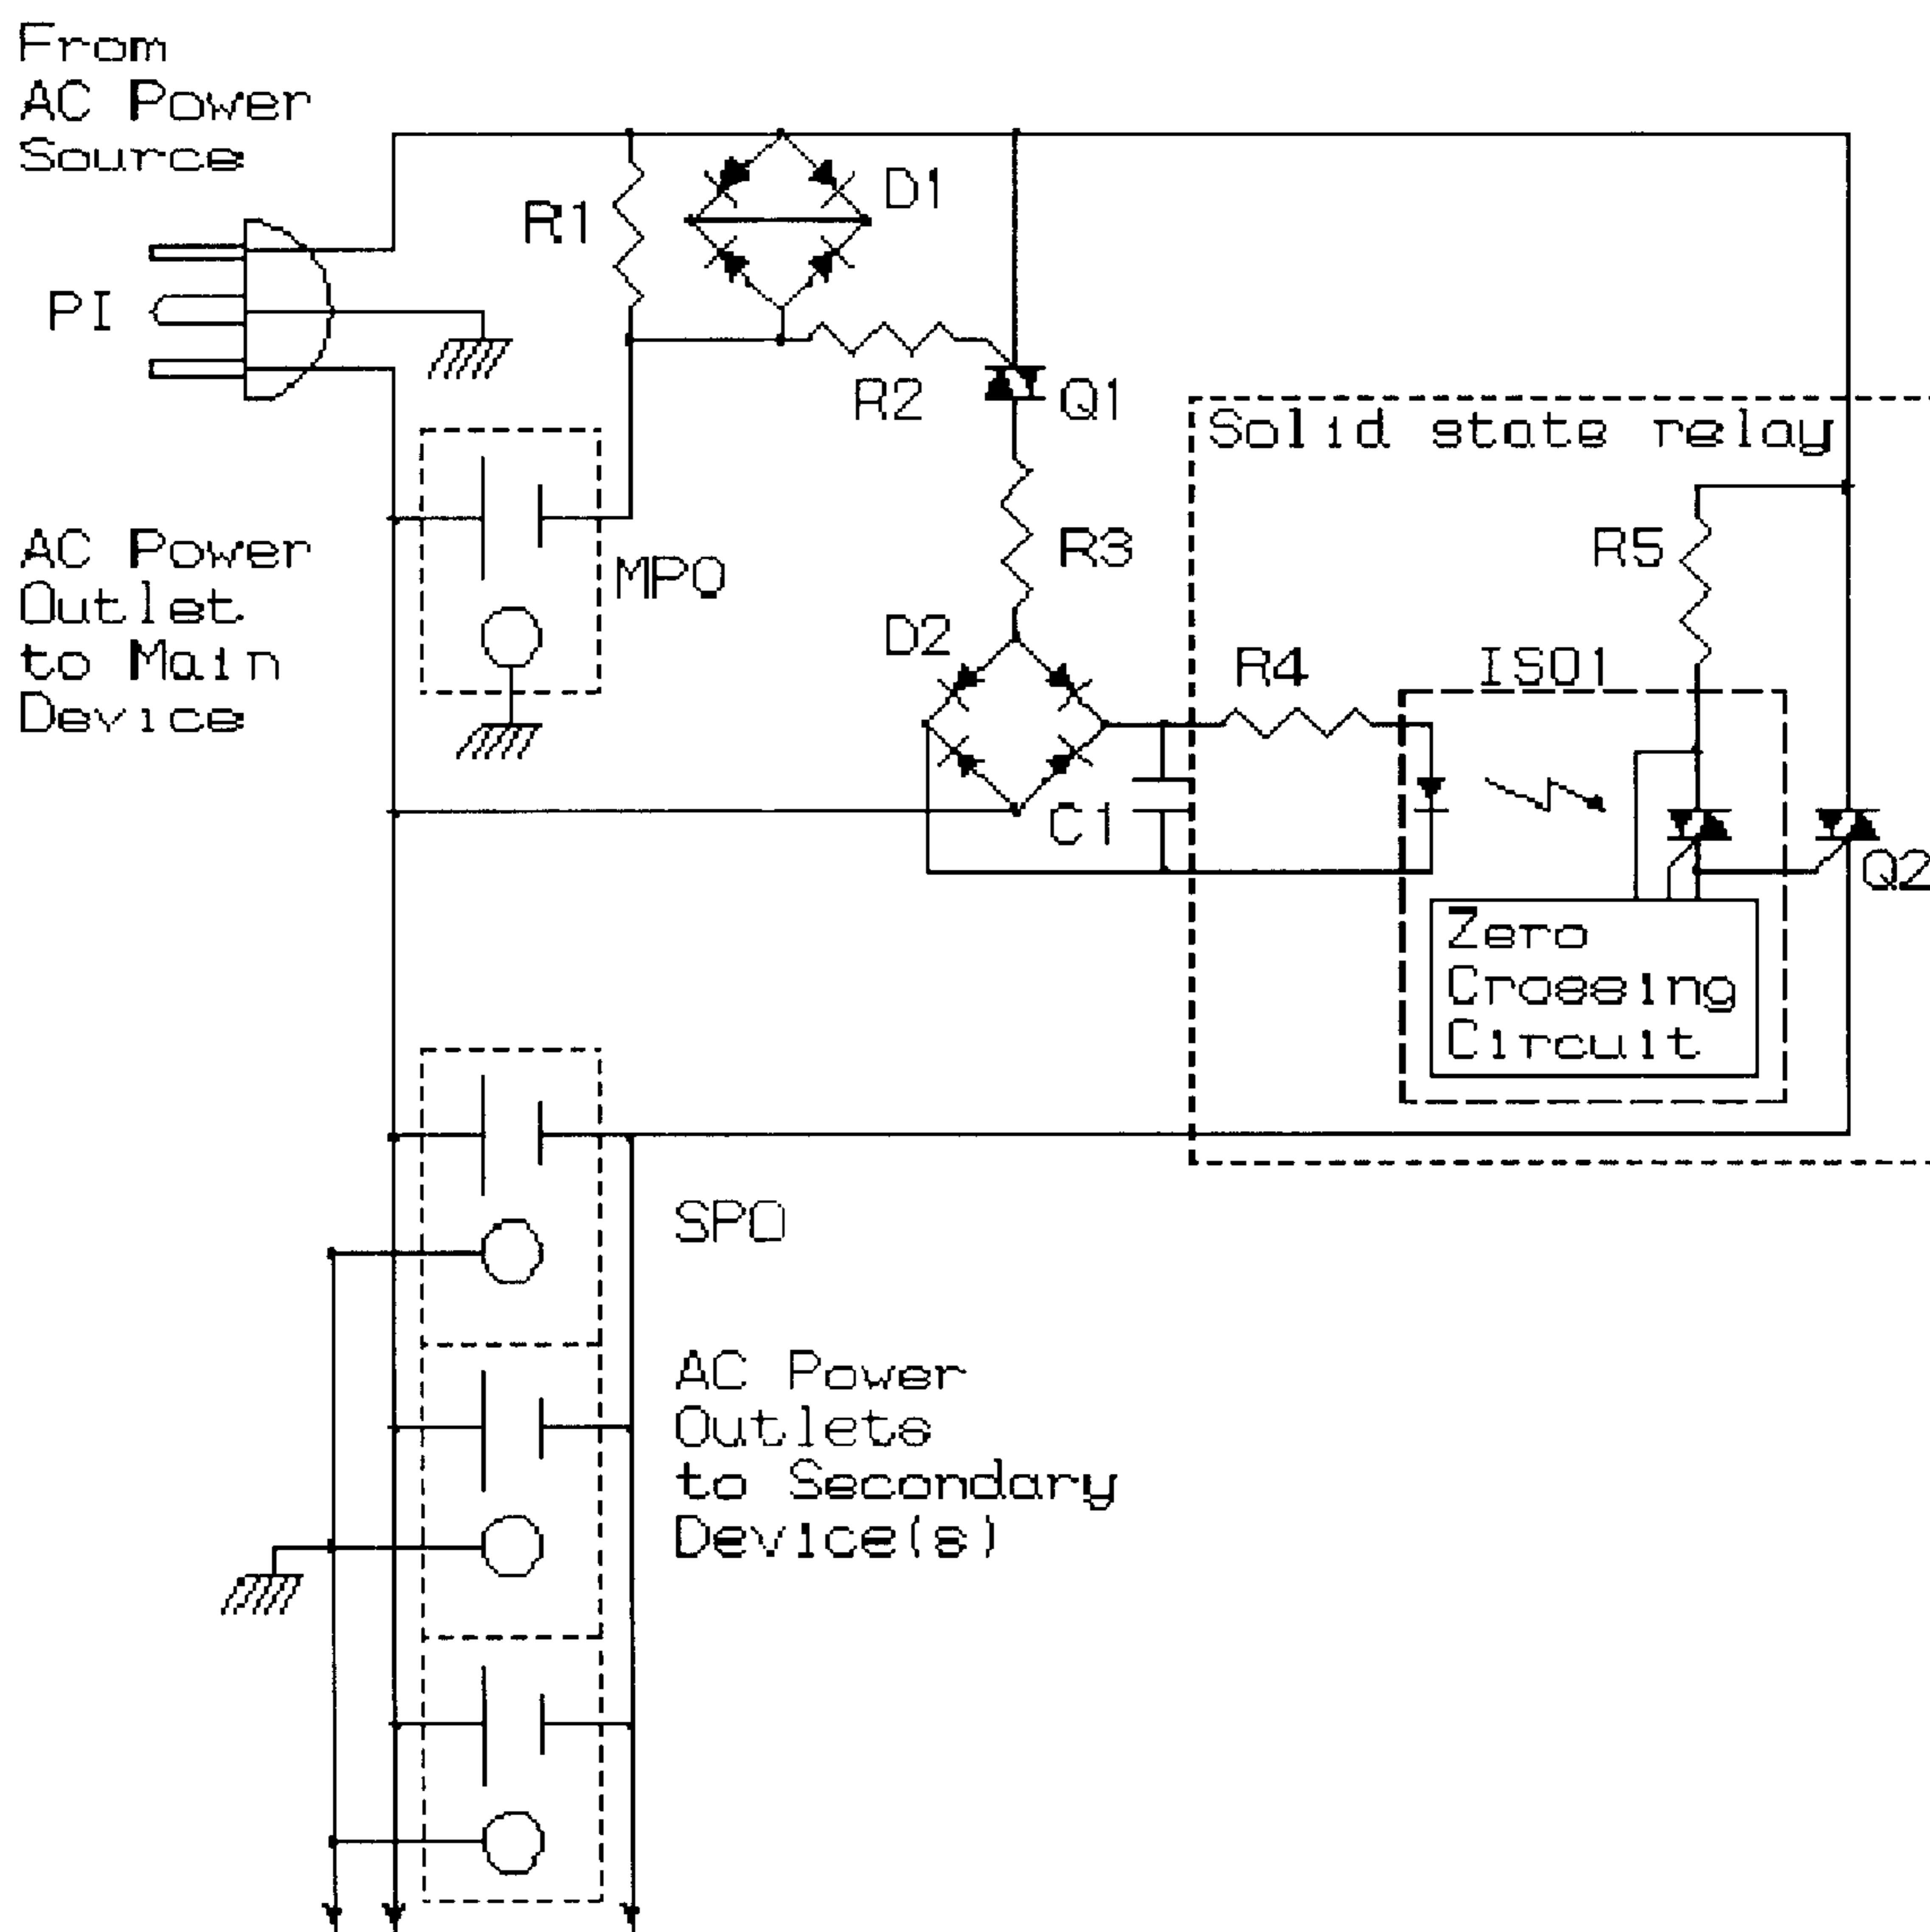 From
AC Power
Source
D1
R1
PI
R2
Q1
Solid state relay
AC Power
Outlet
to Main
Device
MPO
R3
R5
D2
R4
ISO1
C1
Q2
Zero
Crossing
Circuit
SPO
AC Power
Outlets
to Secondary
Device(s)